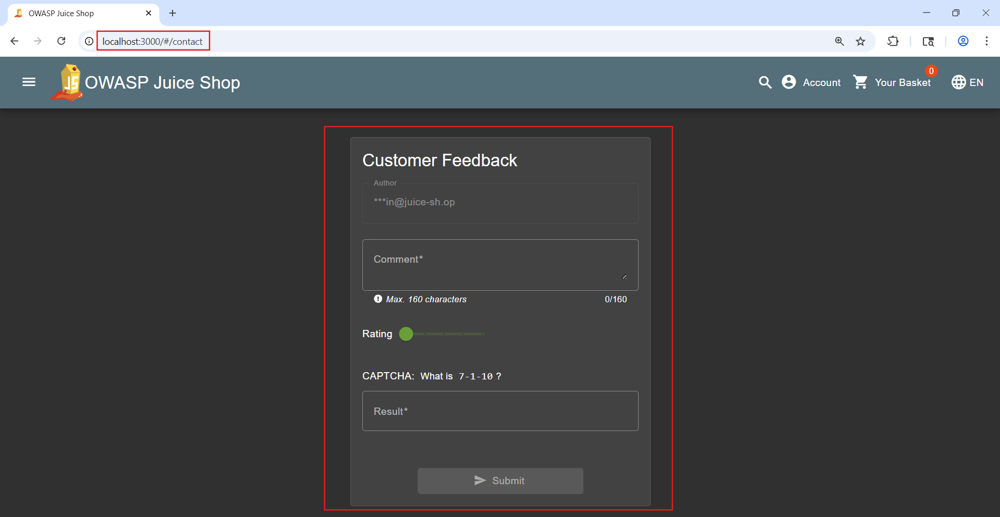 OWASP Juice Shop
localhost:3000/#/contact
JS
OWASP Juice Shop
Account
Your Basket
0
EN
Customer Feedback
Author
***in@juice-sh.op
Comment*
Max. 160 characters
0/160
Rating
CAPTCHA: What is 7-1-10 ?
Result*
Submit